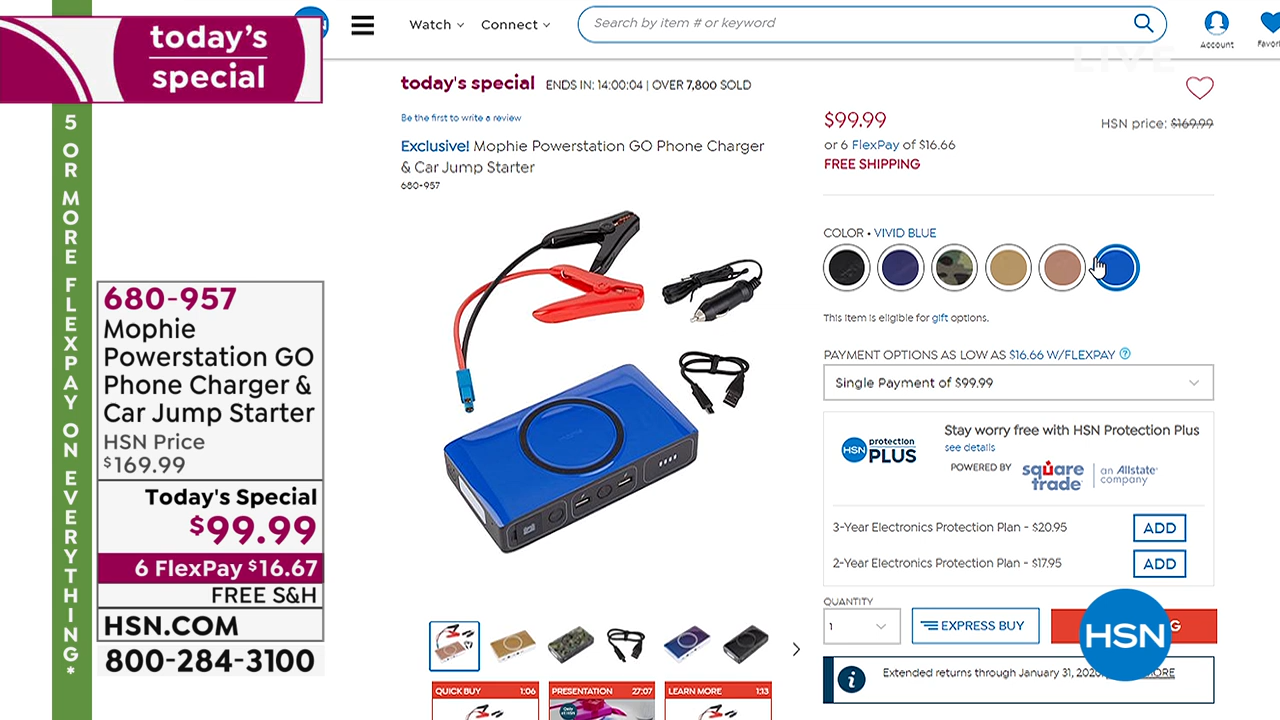 today's
special
5 OR MORE FLEXPAY ON EVERYTHING*
680-957
Mophie
Powerstation GO
Phone Charger &
Car Jump Starter
HSN Price
$169.99
Today's Special
$99.99
6 FlexPay $16.67
FREE S&H
HSN.COM
800-284-3100
Watch
Connect
Search by item # or keyword
Account
Favori
LIVE
today's special ENDS IN: 14:00:04 | OVER 7,800 SOLD
Be the first to write a review
Exclusive! Mophie Powerstation GO Phone Charger
& Car Jump Starter
680-957
$99.99
HSN price: $169.99
or 6 FlexPay of $16.66
FREE SHIPPING
COLOR • VIVID BLUE
This item is eligible for gift options.
PAYMENT OPTIONS AS LOW AS $16.66 W/FLEXPAY ?
Single Payment of $99.99
HSN protection PLUS
Stay worry free with HSN Protection Plus
see details
POWERED BY square trade | an Allstate company
3-Year Electronics Protection Plan - $20.95 ADD
2-Year Electronics Protection Plan - $17.95 ADD
QUANTITY
1
EXPRESS BUY
HSN
G
Extended returns through January 31, 2020. ORE
QUICK BUY 1:06
PRESENTATION 27:07
LEARN MORE 1:13